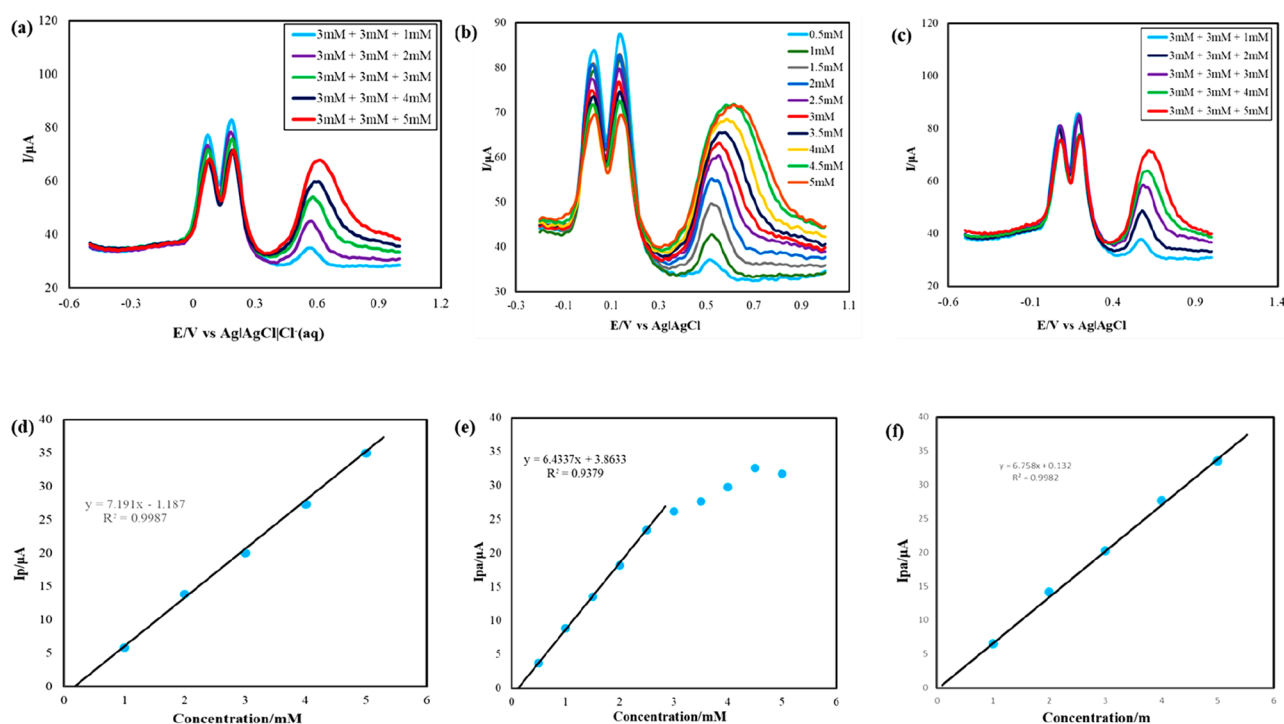 (a)
120
100
80
60
40
20
I/µA
-0.6
-0.3
0
0.3
0.6
0.9
1.2
E/V vs Ag|AgCl|Cl-(aq)
3mM + 3mM + 1mM
3mM + 3mM + 2mM
3mM + 3mM + 3mM
3mM + 3mM + 4mM
3mM + 3mM + 5mM
(b)
90
80
70
60
50
40
30
I/µA
-0.3
-0.1
0.1
0.3
0.5
0.7
0.9
1.1
E/V vs Ag|AgCl
0.5mM
1mM
1.5mM
2mM
2.5mM
3mM
3.5mM
4mM
4.5mM
5mM
(c)
120
100
80
60
40
20
I/µA
-0.6
-0.1
0.4
0.9
1.4
E/V vs Ag|AgCl
3mM + 3mM + 1mM
3mM + 3mM + 2mM
3mM + 3mM + 3mM
3mM + 3mM + 4mM
3mM + 3mM + 5mM
(d)
40
35
30
25
20
15
10
5
0
Ip/µA
y = 7.191x - 1.187
R² = 0.9987
0
1
2
3
4
5
6
Concentration/mM
(e)
40
35
30
25
20
15
10
5
0
Ipa/µA
y = 6.4337x + 3.8633
R² = 0.9379
0
1
2
3
4
5
6
Concentration/mM
(f)
40
35
30
25
20
15
10
5
0
Ipa/µA
y = 6.758x + 0.132
R² = 0.9982
0
1
2
3
4
5
6
Concentration/m